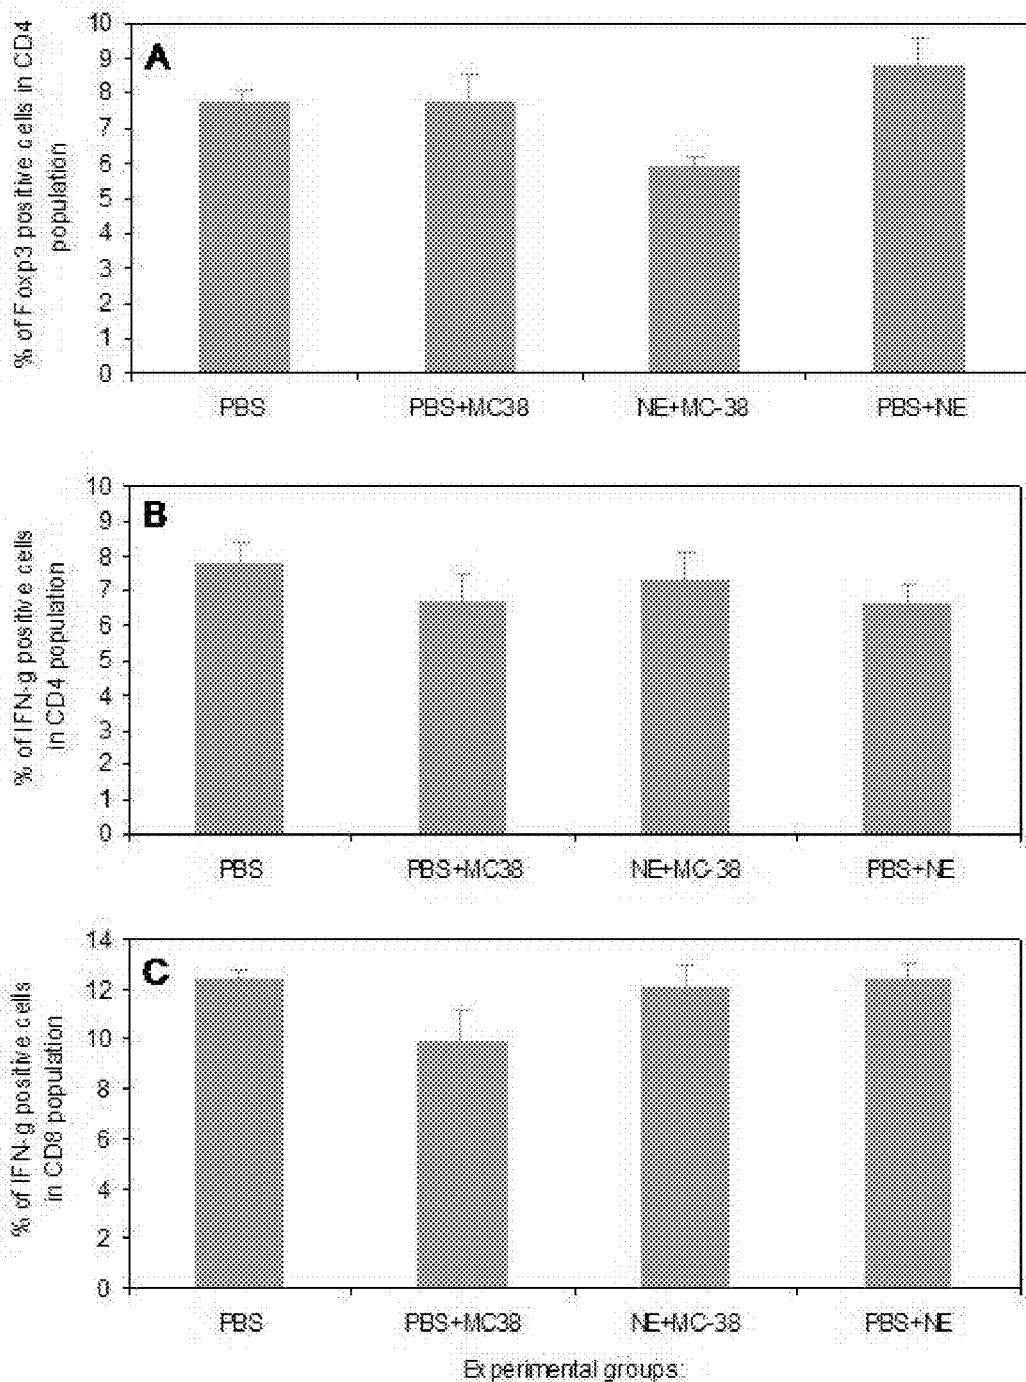 A
% of Foxp3 positive cells in CD4
population
10
9
8
7
6
5
4
3
2
1
0
PBS
PBS+MC38
NE+MC-38
PBS+NE
B
% of IFN-g positive cells
in CD4 population
10
9
8
7
6
5
4
3
2
1
0
PBS
PBS+MC38
NE+MC-38
PBS+NE
C
% of IFN-g positive cells
in CD8 population
14
12
10
8
6
4
2
0
PBS
PBS+MC38
NE+MC-38
PBS+NE
Experimental groups: